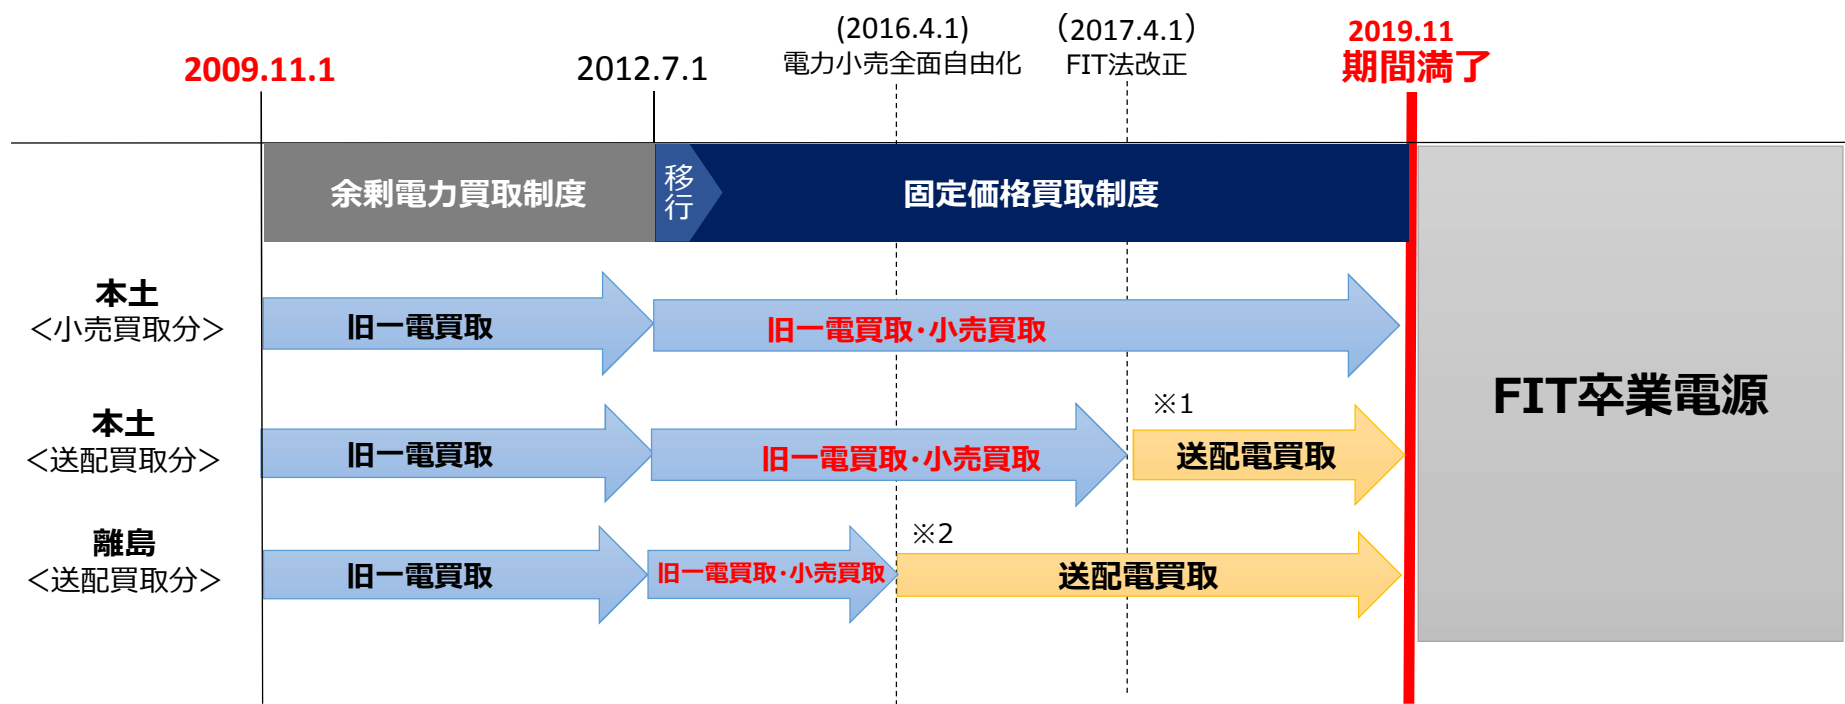 2009.11.1
2012.7.1
(2016.4.1)
電力小売全面自由化
（2017.4.1）
FIT法改正
2019.11
期間満了
余剰電力買取制度
移行
固定価格買取制度
本土
＜小売買取分＞
旧一電買取
旧一電買取・小売買取
FIT卒業電源
本土
＜送配買取分＞
旧一電買取
旧一電買取・小売買取
※1
送配電買取
離島
＜送配買取分＞
旧一電買取
旧一電買取・小売買取
※2
送配電買取